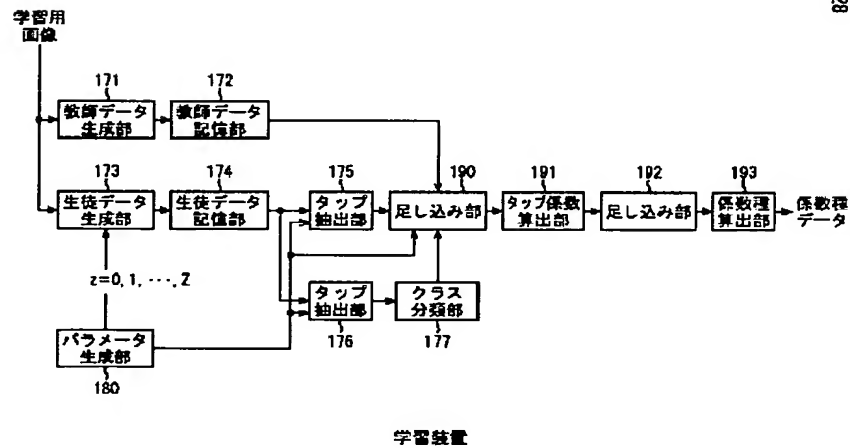 28
学習用
画像
171
教師データ
生成部
172
教師データ
記憶部
173
生徒データ
生成部
174
生徒データ
記憶部
175
タップ
抽出部
190
足し込み部
191
タップ係数
算出部
192
足し込み部
193
係数種
算出部
係数種
データ
z=0, 1, ···, Z
タップ
抽出部
176
クラス
分類部
177
パラメータ
生成部
180
学習装置